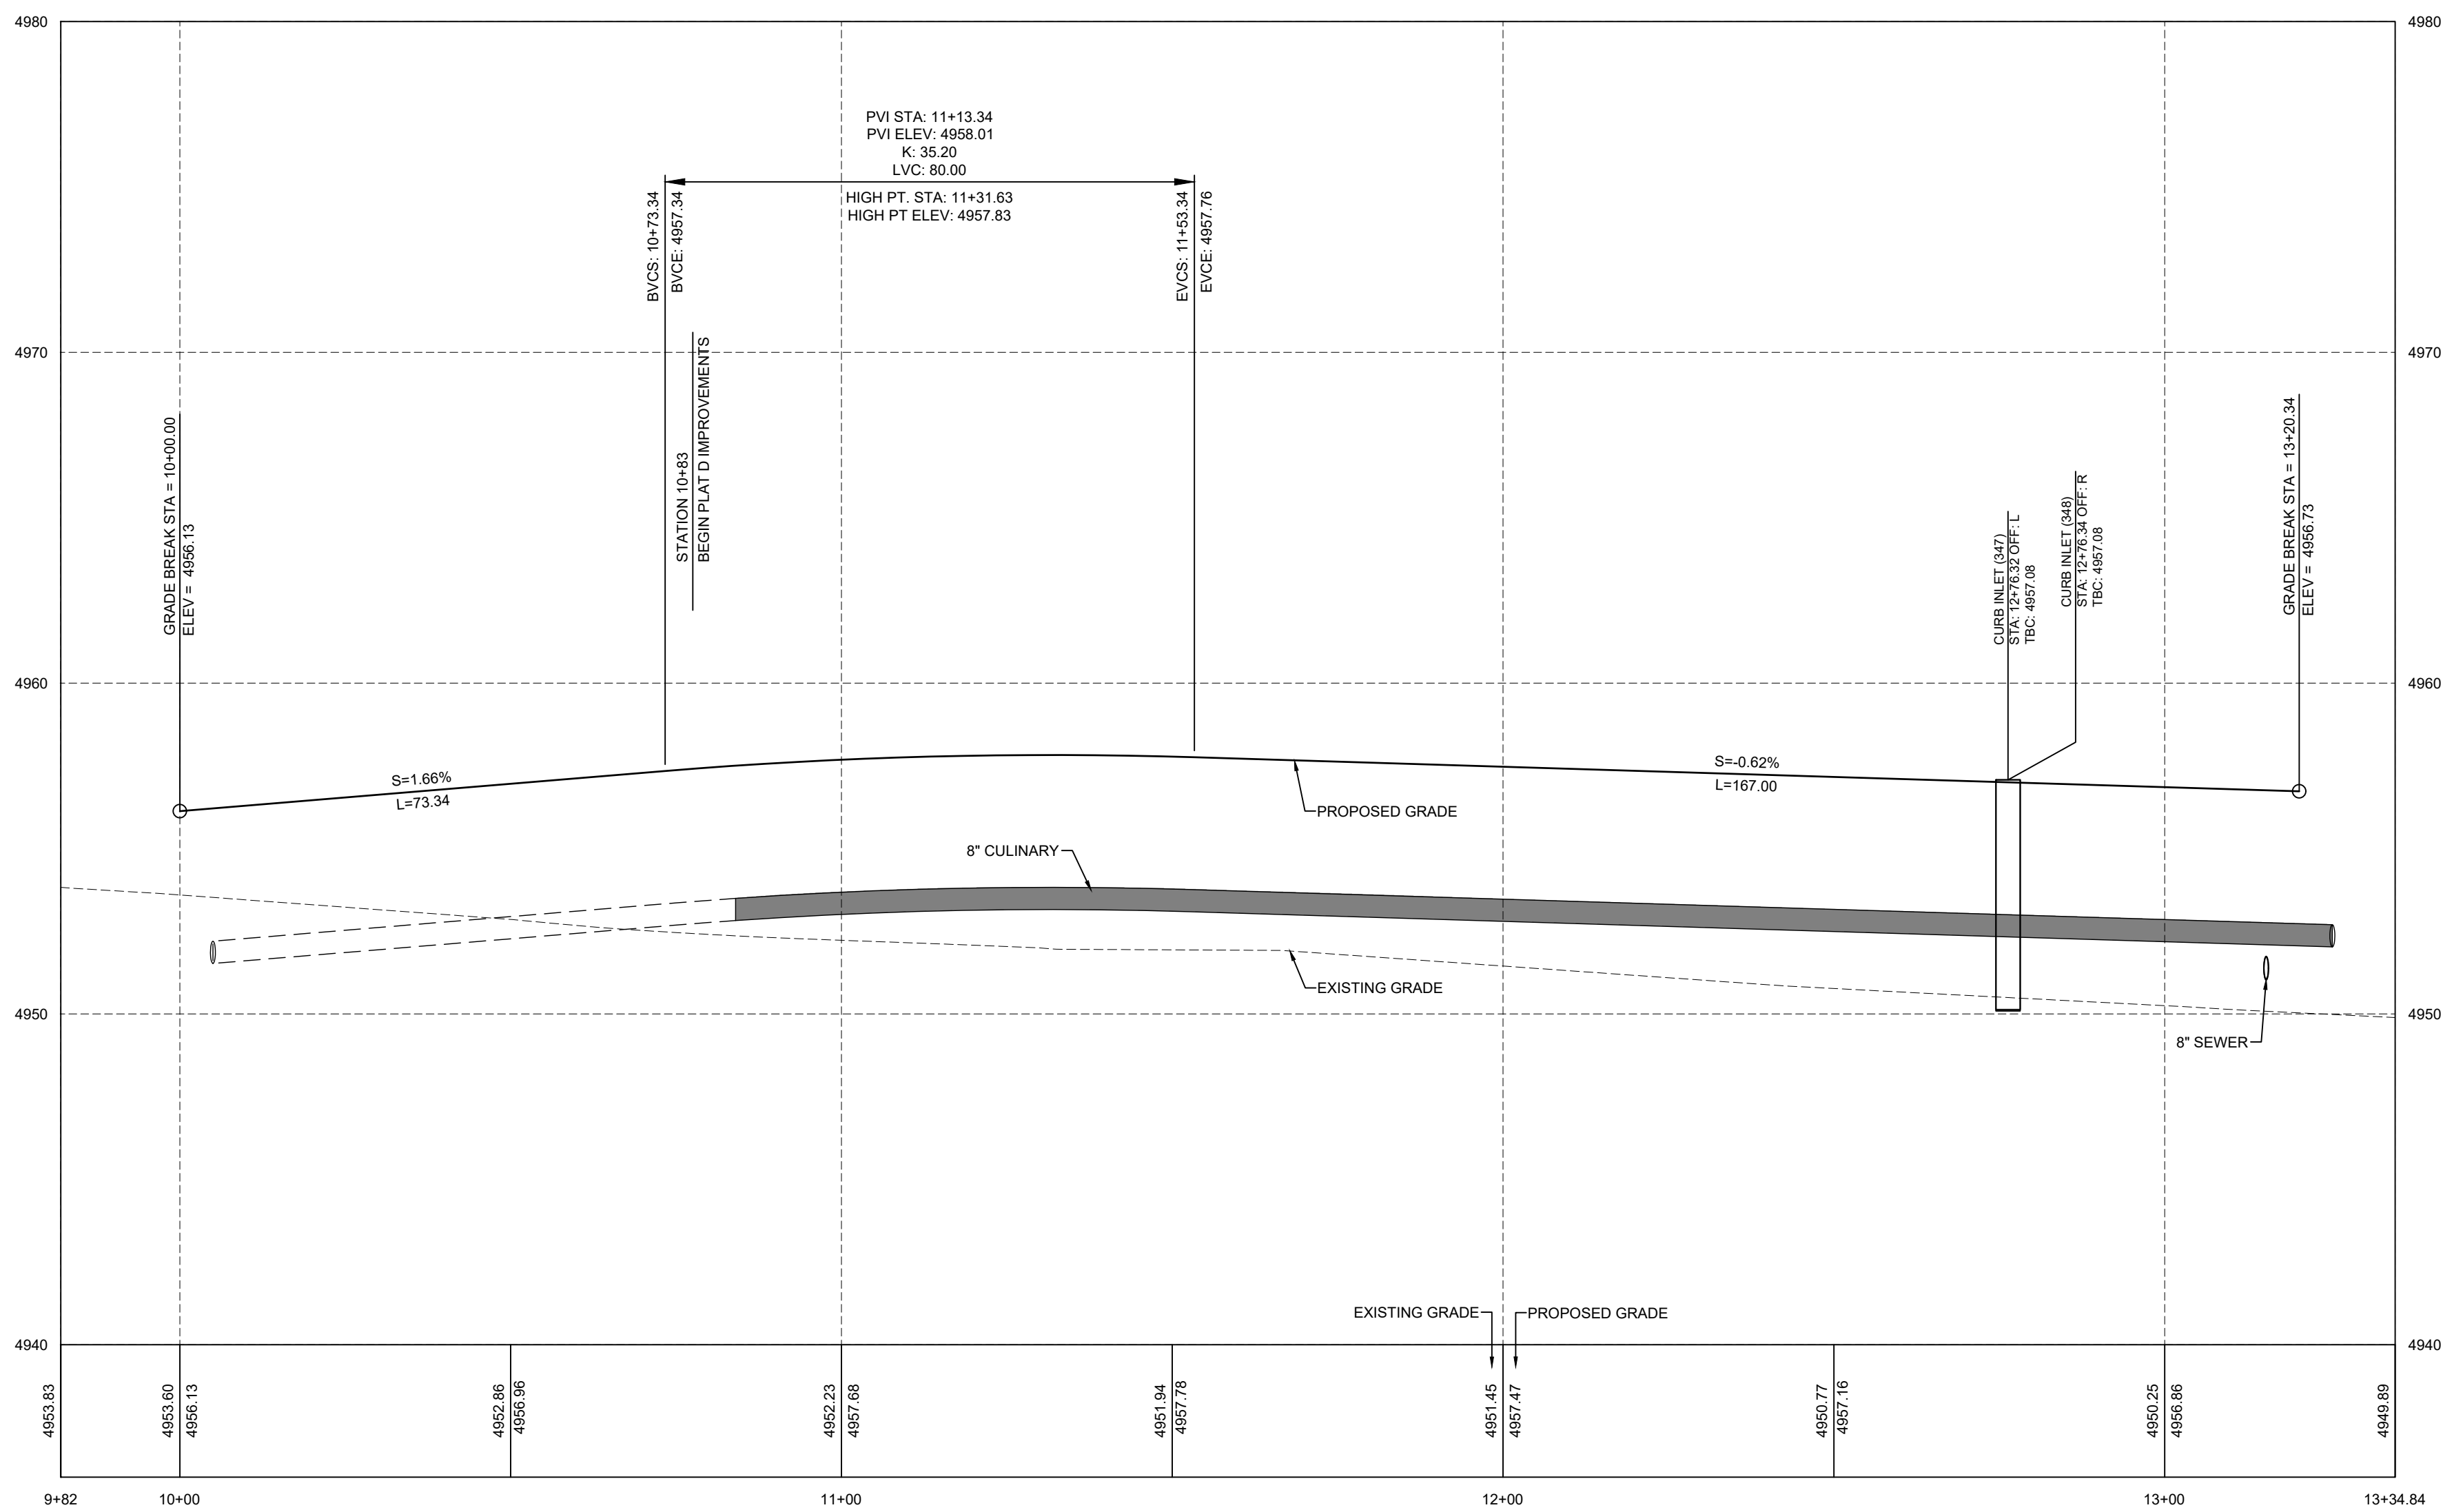 4980
4980
PVI STA: 11+13.34
PVI ELEV: 4958.01
K: 35.20
LVC: 80.00
HIGH PT. STA: 11+31.63
HIGH PT ELEV: 4957.83
BVCS: 10+73.34
BVCE: 4957.34
EVCS: 11+53.34
EVCE: 4957.76
4970
4970
STATION 10+83
BEGIN PLAT D IMPROVEMENTS
GRADE BREAK STA = 10+00.00
ELEV = 4956.13
CURB INLET (347)
STA: 12+76.32 OFF: L
TBC: 4957.08
CURB INLET (348)
STA: 12+76.34 OFF: R
TBC: 4957.08
GRADE BREAK STA = 13+20.34
ELEV = 4956.73
4960
4960
S=1.66%
L=73.34
S=-0.62%
L=167.00
PROPOSED GRADE
8" CULINARY
EXISTING GRADE
4950
4950
8" SEWER
EXISTING GRADE
PROPOSED GRADE
4940
4940
4953.83
4953.60
4956.13
4952.86
4956.96
4952.23
4957.68
4951.94
4957.78
4951.45
4957.47
4950.77
4957.16
4950.25
4956.86
4949.89
9+82
10+00
11+00
12+00
13+00
13+34.84